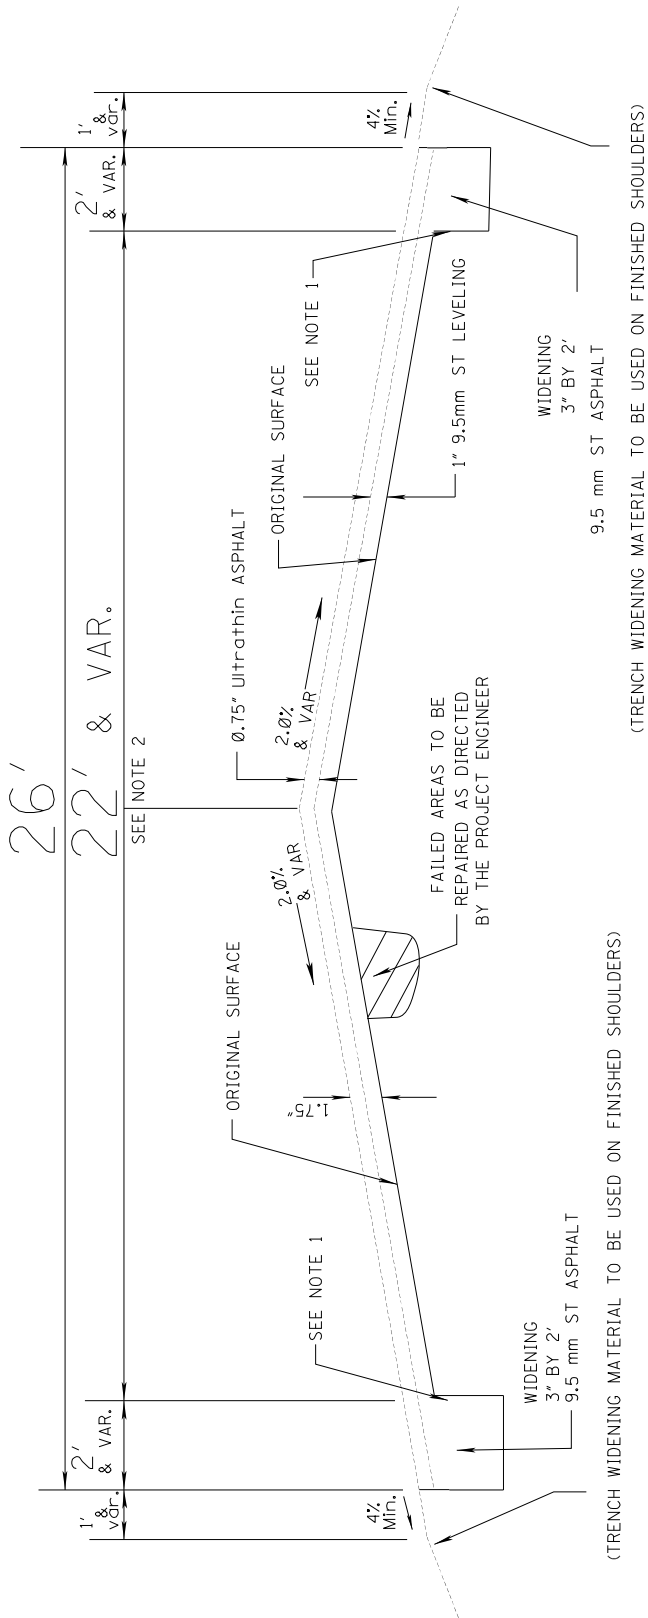 26'
22' & VAR.
SEE NOTE 2
1' &
var.
2'
& VAR.
2'
& VAR.
1'
&
var.
4%
Min.
4%
Min.
2.0%
& VAR
2.0%
& VAR
0.75" Ultrathin ASPHALT
ORIGINAL SURFACE
ORIGINAL SURFACE
SEE NOTE 1
SEE NOTE 1
1.75"
1" 9.5mm ST LEVELING
FAILED AREAS TO BE
REPAIRED AS DIRECTED
BY THE PROJECT ENGINEER
WIDENING
3" BY 2'
9.5 mm ST ASPHALT
WIDENING
3" BY 2'
9.5 mm ST ASPHALT
(TRENCH WIDENING MATERIAL TO BE USED ON FINISHED SHOULDERS)
(TRENCH WIDENING MATERIAL TO BE USED ON FINISHED SHOULDERS)